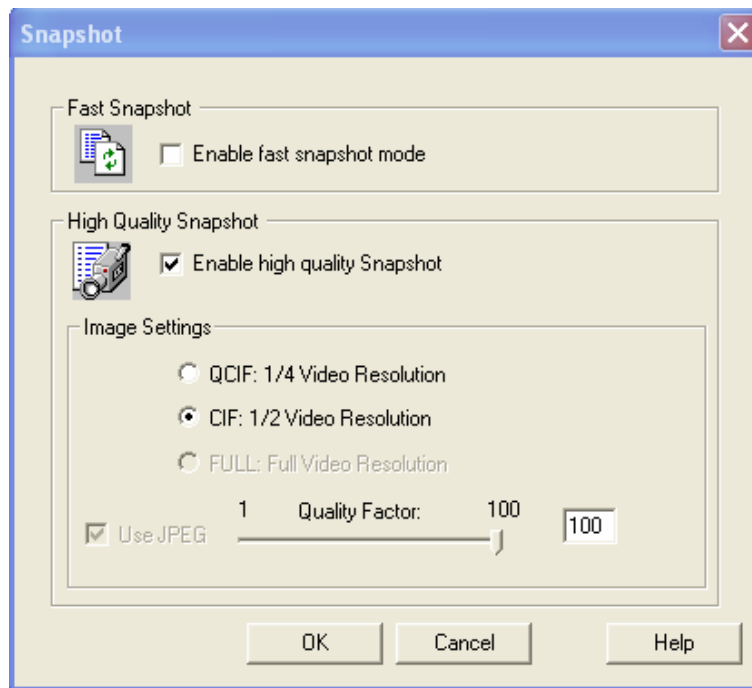 Snapshot
Fast Snapshot
Enable fast snapshot mode
High Quality Snapshot
Enable high quality Snapshot
Image Settings
QCIF: 1/4 Video Resolution
CIF: 1/2 Video Resolution
FULL: Full Video Resolution
1 Quality Factor: 100
Use JPEG 100
OK Cancel Help